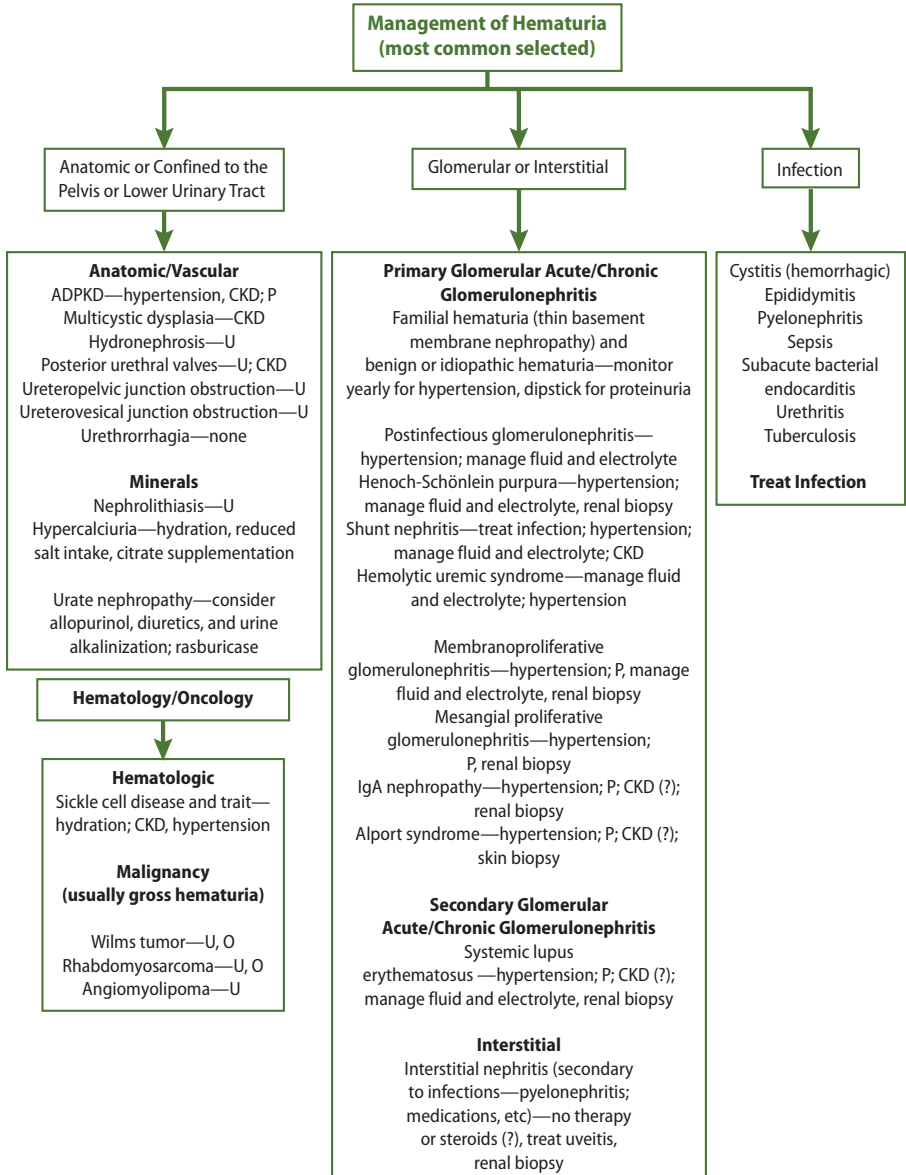 Management of Hematuria
(most common selected)
Anatomic or Confined to the
Pelvis or Lower Urinary Tract
Anatomic/Vascular
ADPKD—hypertension, CKD; P
Multicystic dysplasia—CKD
Hydronephrosis—U
Posterior urethral valves—U; CKD
Ureteropelvic junction obstruction—U
Ureterovesical junction obstruction—U
Urethrorrhagia—none
Minerals
Nephrolithiasis—U
Hypercalciuria—hydration, reduced
salt intake, citrate supplementation
Urate nephropathy—consider
allopurinol, diuretics, and urine
alkalinization; rasburicase
Hematology/Oncology
Hematologic
Sickle cell disease and trait—
hydration; CKD, hypertension
Malignancy
(usually gross hematuria)
Wilms tumor—U, O
Rhabdomyosarcoma—U, O
Angiomyolipoma—U
Glomerular or Interstitial
Primary Glomerular Acute/Chronic
Glomerulonephritis
Familial hematuria (thin basement
membrane nephropathy) and
benign or idiopathic hematuria—monitor
yearly for hypertension, dipstick for proteinuria
Postinfectious glomerulonephritis—
hypertension; manage fluid and electrolyte
Henoch-Schönlein purpura—hypertension;
manage fluid and electrolyte, renal biopsy
Shunt nephritis—treat infection; hypertension;
manage fluid and electrolyte; CKD
Hemolytic uremic syndrome—manage fluid
and electrolyte; hypertension
Membranoproliferative
glomerulonephritis—hypertension; P, manage
fluid and electrolyte, renal biopsy
Mesangial proliferative
glomerulonephritis—hypertension;
P, renal biopsy
IgA nephropathy—hypertension; P; CKD (?);
renal biopsy
Alport syndrome—hypertension; P; CKD (?);
skin biopsy
Secondary Glomerular
Acute/Chronic Glomerulonephritis
Systemic lupus
erythematosus —hypertension; P; CKD (?);
manage fluid and electrolyte, renal biopsy
Interstitial
Interstitial nephritis (secondary
to infections—pyelonephritis;
medications, etc)—no therapy
or steroids (?), treat uveitis,
renal biopsy
Infection
Cystitis (hemorrhagic)
Epididymitis
Pyelonephritis
Sepsis
Subacute bacterial
endocarditis
Urethritis
Tuberculosis
Treat Infection